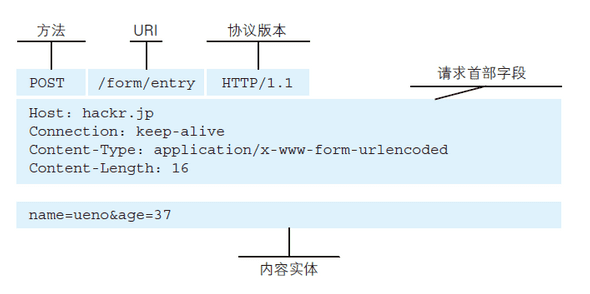 方法 URI 协议版本
请求首部字段
POST /form/entry HTTP/1.1
Host: hackr.jp
Connection: keep-alive
Content-Type: application/x-www-form-urlencoded
Content-Length: 16
name=ueno&age=37
内容实体